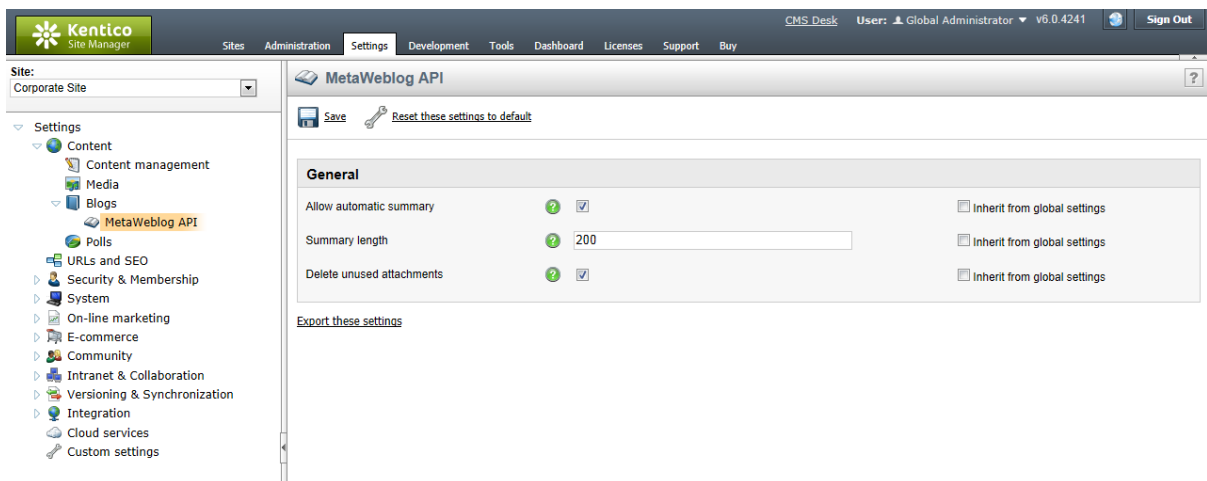 Kentico
Site Manager
CMS Desk User: Global Administrator v6.0.4241 Sign Out
Sites Administration Settings Development Tools Dashboard Licenses Support Buy
Site:
Corporate Site
MetaWeblog API ?
Save Reset these settings to default
Settings
Content
Content management
Media
Blogs
MetaWeblog API
Polls
URLs and SEO
Security & Membership
System
On-line marketing
E-commerce
Community
Intranet & Collaboration
Versioning & Synchronization
Integration
Cloud services
Custom settings
General
Allow automatic summary ? Inherit from global settings
Summary length ? 200 Inherit from global settings
Delete unused attachments ? Inherit from global settings
Export these settings